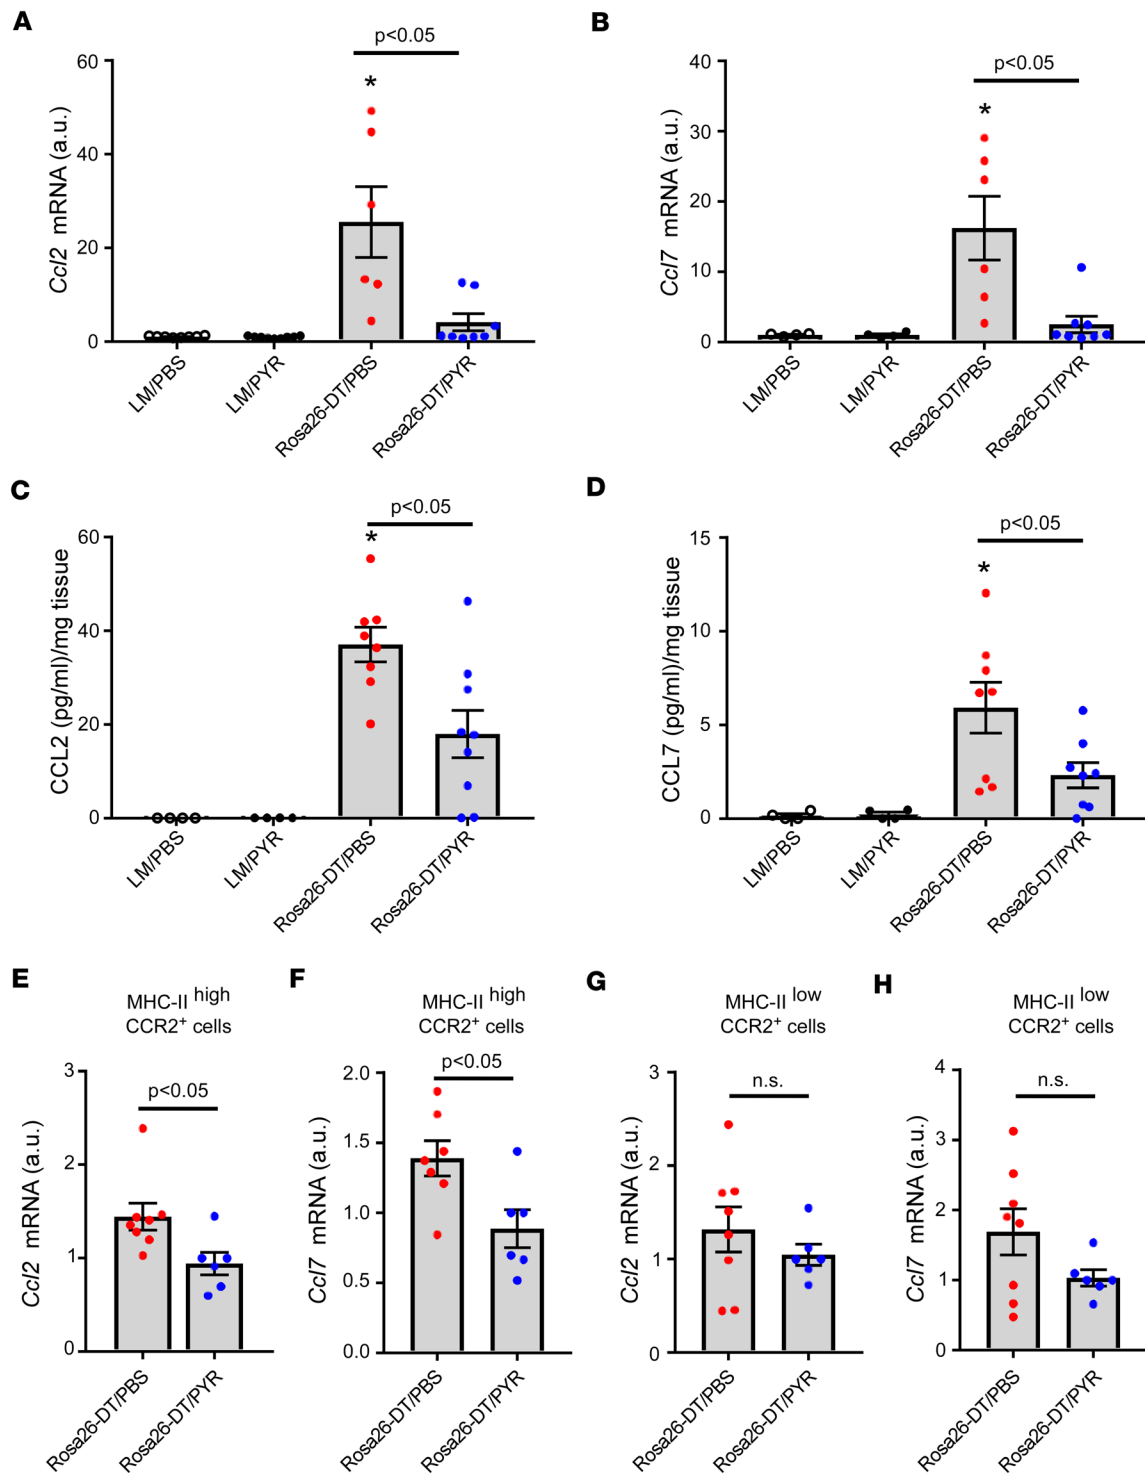 A
p<0.05
*
Ccl2 mRNA (a.u.)
60
40
20
0
LM/PBS
LM/PYR
Rosa26-DT/PBS
Rosa26-DT/PYR
B
p<0.05
*
Ccl7 mRNA (a.u.)
40
30
20
10
0
LM/PBS
LM/PYR
Rosa26-DT/PBS
Rosa26-DT/PYR
C
p<0.05
*
CCL2 (pg/ml)/mg tissue
60
40
20
0
LM/PBS
LM/PYR
Rosa26-DT/PBS
Rosa26-DT/PYR
D
p<0.05
*
CCL7 (pg/ml)/mg tissue
15
10
5
0
LM/PBS
LM/PYR
Rosa26-DT/PBS
Rosa26-DT/PYR
E
MHC-II high
CCR2+ cells
p<0.05
Ccl2 mRNA (a.u.)
3
2
1
0
Rosa26-DT/PBS
Rosa26-DT/PYR
F
MHC-II high
CCR2+ cells
p<0.05
Ccl7 mRNA (a.u.)
2.0
1.5
1.0
0.5
0.0
Rosa26-DT/PBS
Rosa26-DT/PYR
G
MHC-II low
CCR2+ cells
n.s.
Ccl2 mRNA (a.u.)
3
2
1
0
Rosa26-DT/PBS
Rosa26-DT/PYR
H
MHC-II low
CCR2+ cells
n.s.
Ccl7 mRNA (a.u.)
4
3
2
1
0
Rosa26-DT/PBS
Rosa26-DT/PYR